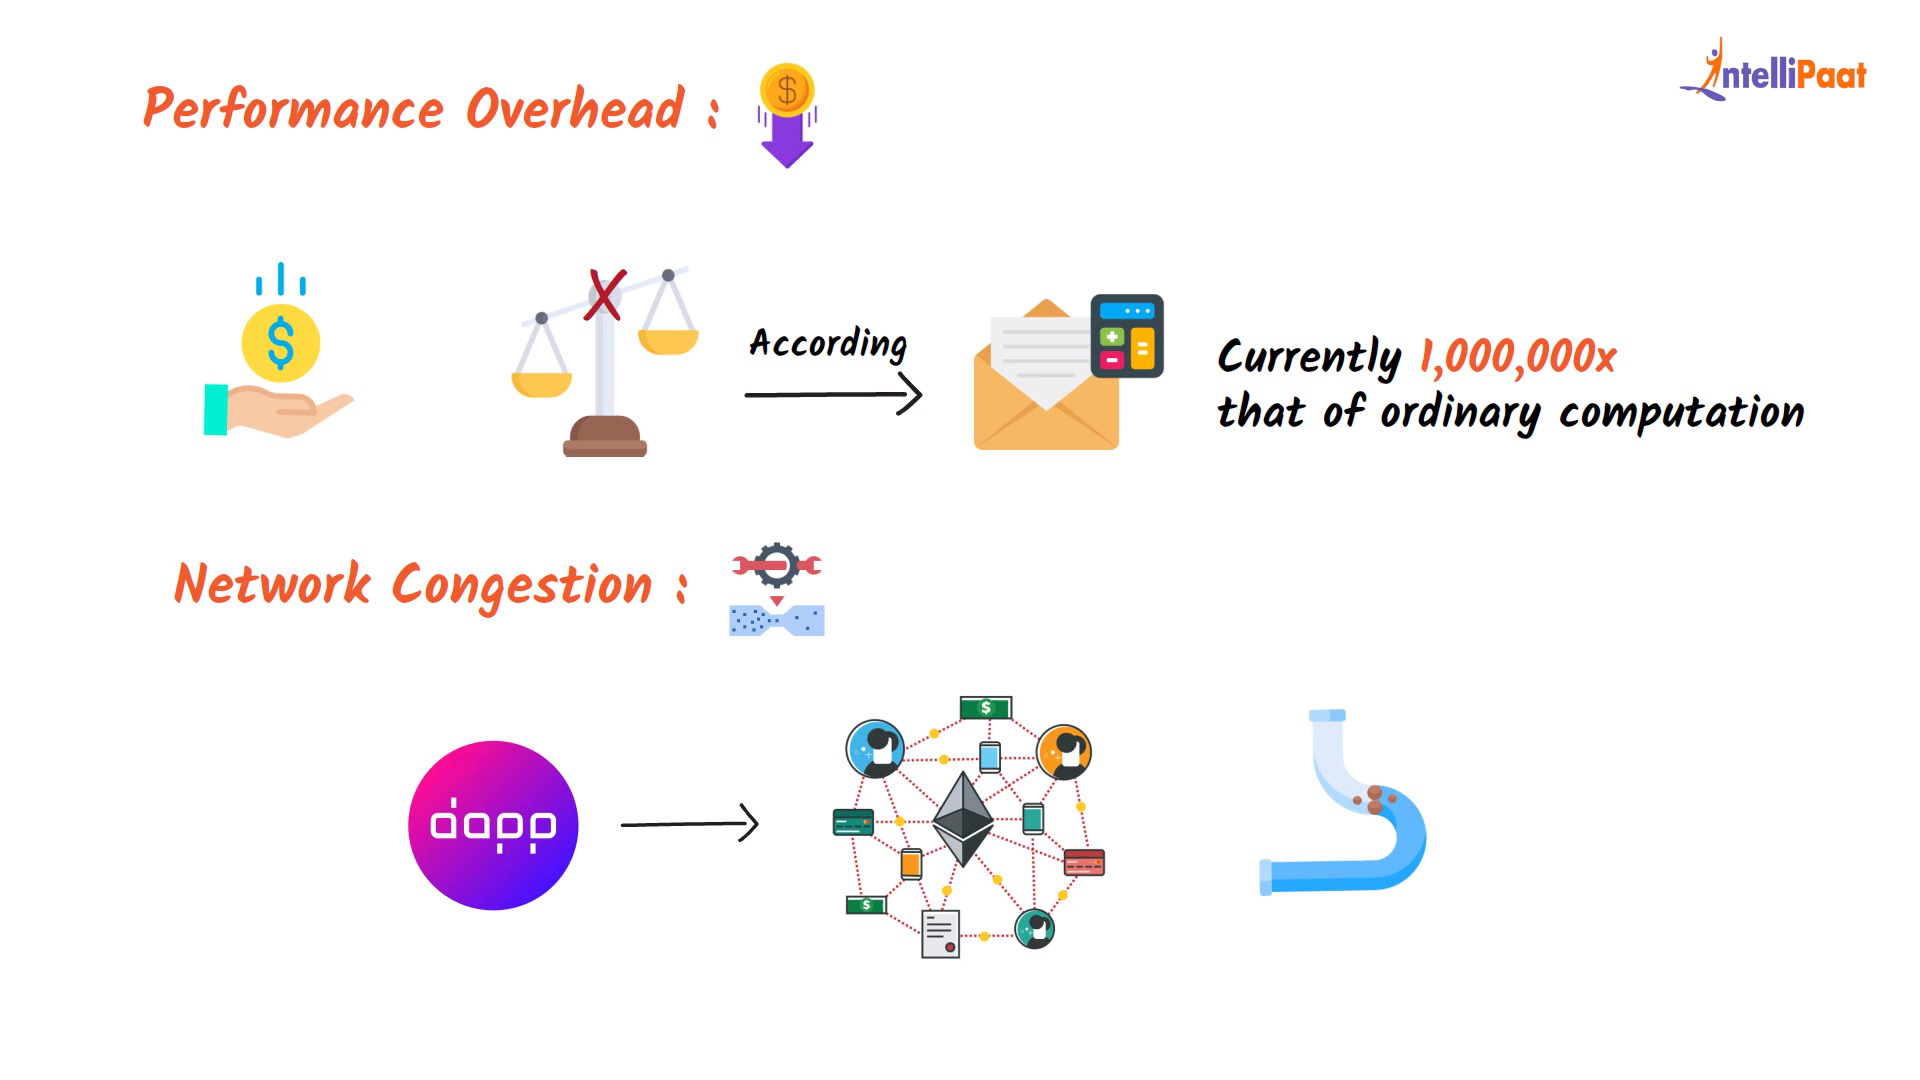 Performance Overhead :
IntelliPaat
$
$
According
Currently 1,000,000x
that of ordinary computation
Network Congestion :
$
dapp
$